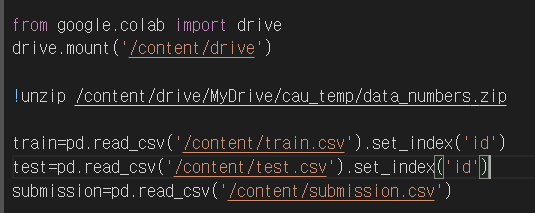 from google.colab import drive
drive.mount('/content/drive')
!unzip /content/drive/MyDrive/cau_temp/data_numbers.zip
train=pd.read_csv('/content/train.csv').set_index('id')
test=pd.read_csv('/content/test.csv').set_index('id')
submission=pd.read_csv('/content/submission.csv')